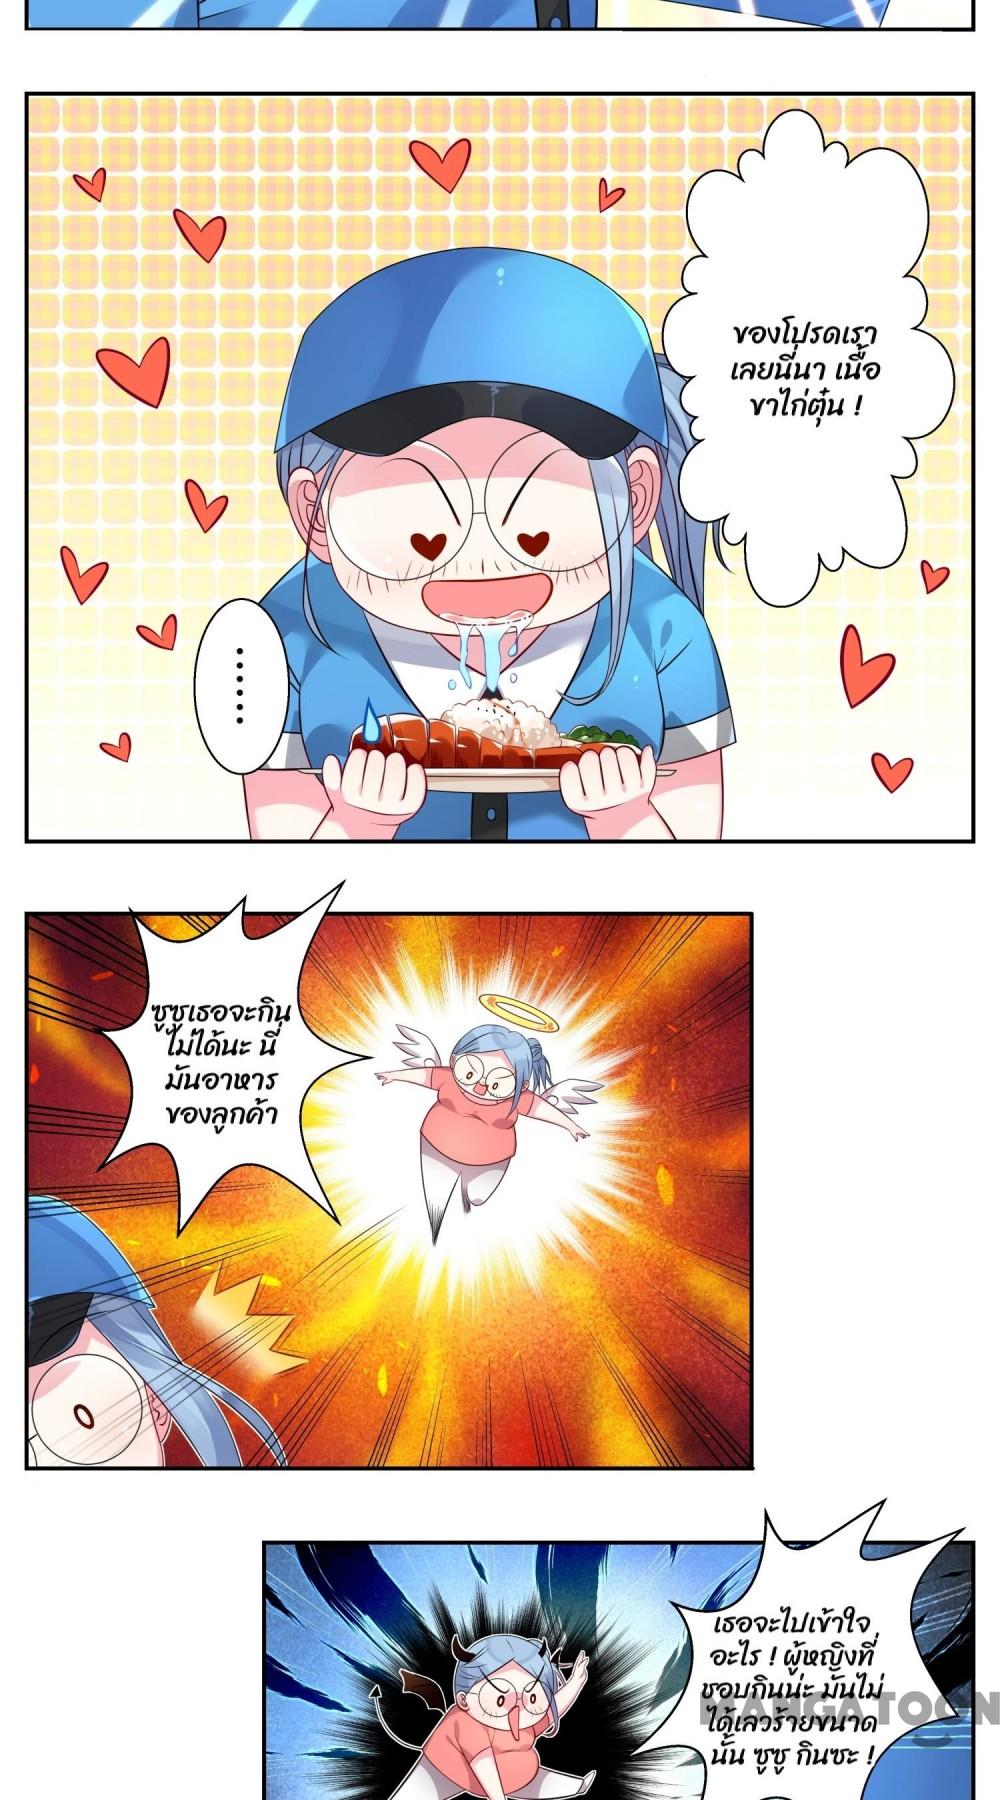 ของโปรดเรา
เลยนี่นา เนื้อ
ขาไก่ตุ๋น !
......
ซูซูเธอจะกิน
ไม่ได้นะ นี่
มันอาหาร
ของลูกค้า
เธอจะไปเข้าใจ
อะไร ! ผู้หญิงที่
ชอบกินน่ะ มันไม่
ได้เลวร้ายขนาด
นั้น ซูซู กินซะ !
MANGATOON